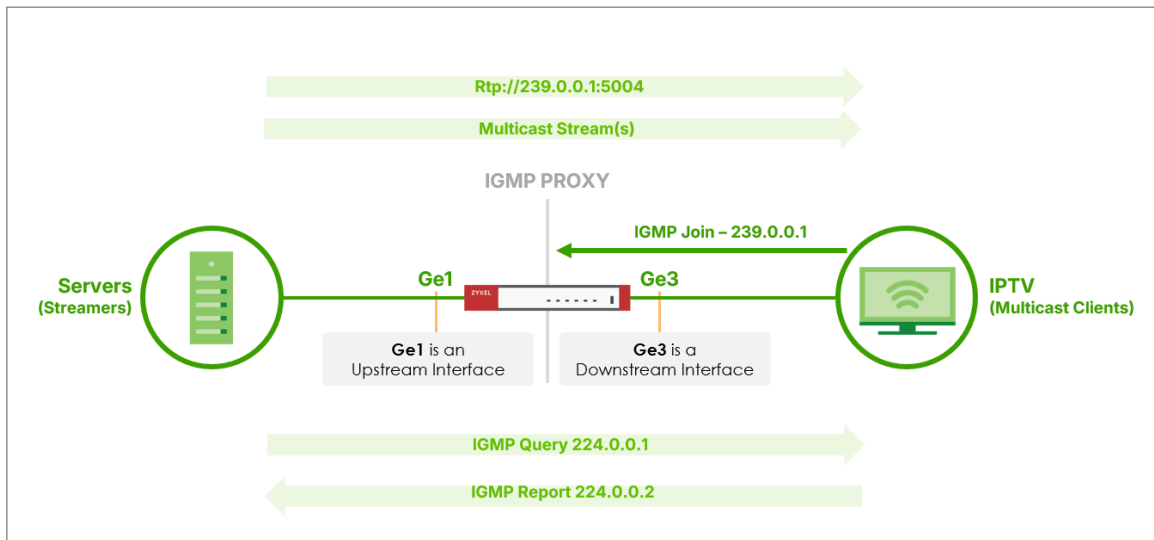 Rtp://239.0.0.1:5004
Multicast Stream(s)
IGMP PROXY
IGMP Join – 239.0.0.1
Servers
(Streamers)
Ge1
ZYXEL
Ge3
IPTV
(Multicast Clients)
Ge1 is an
Upstream Interface
Ge3 is a
Downstream Interface
IGMP Query 224.0.0.1
IGMP Report 224.0.0.2